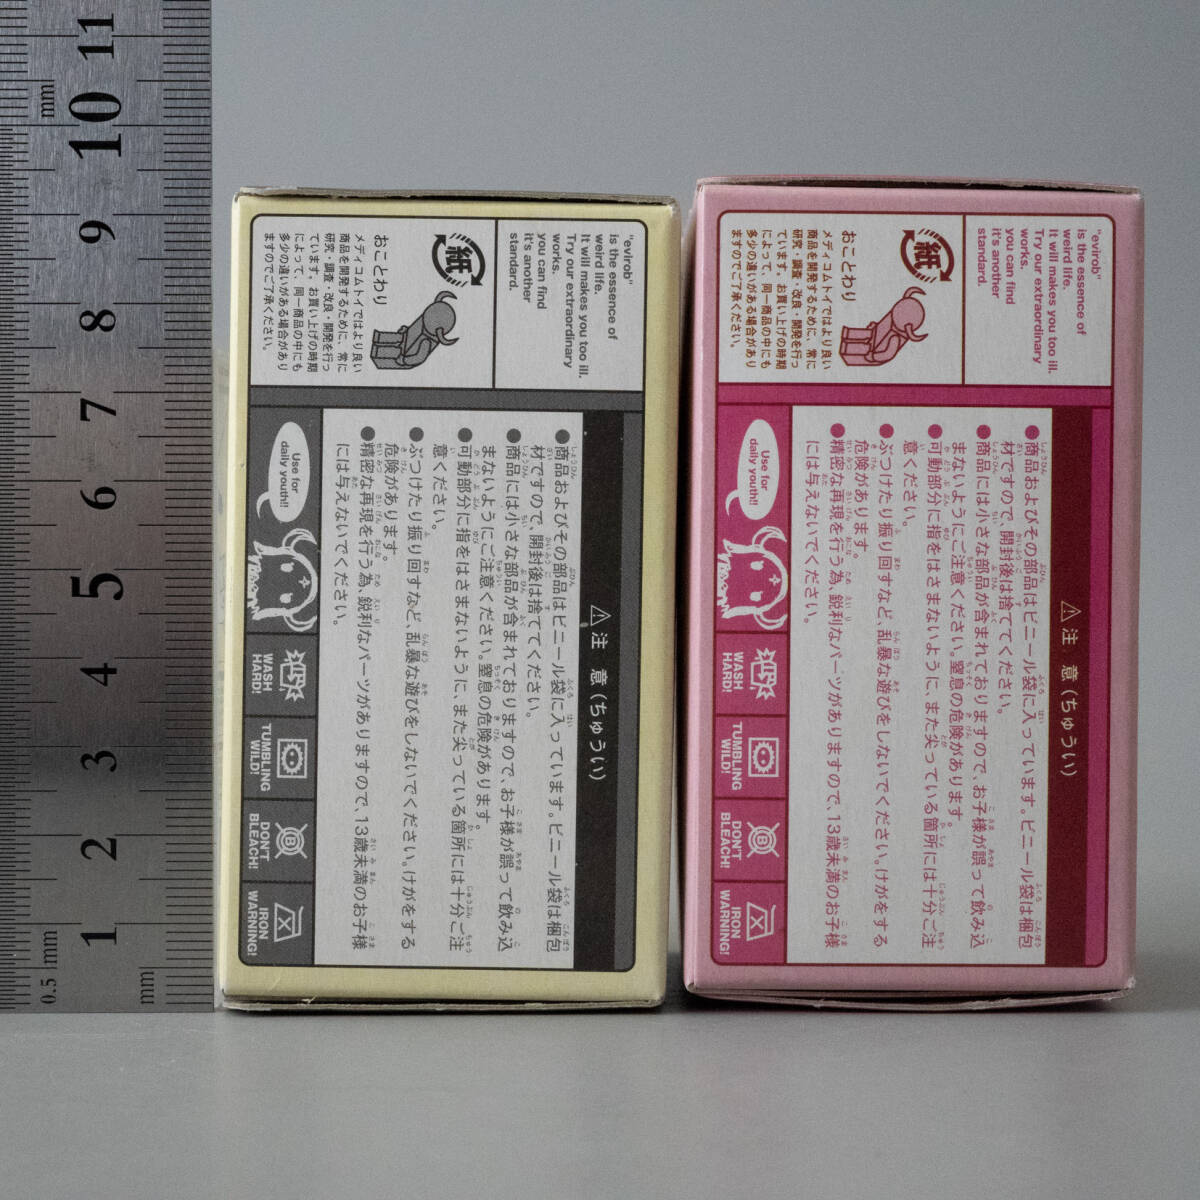 11
10
9
8
7
6
5
4
3
2
1
mm
0.5 mm
mm
"evirob"
is the essence of
weird life.
It will makes you too ill.
Try our extraordinary
works.
you can find
it's another
standard.
紙
おことわり
メディコムトイではより良い
商品を開発するために、常に
研究・調査・改良・開発を行っ
ています。お買い上げの時期
によって、同一商品の中にも
多少の違いがある場合があり
ますのでご了承ください。
⚠注 意(ちゅうい)
●商品およびその部品はビニール袋に入っています。ビニール袋は梱包
材ですので、開封後は捨ててください。
●商品には小さな部品が含まれておりますので、お子様が誤って飲み込
まないようにご注意ください。窒息の危険があります。
●可動部分に指をはさまないように、また尖っている箇所には十分ご注
意ください。
●ぶつけたり振り回すなど、乱暴な遊びをしないでください。けがをする
危険があります。
●精密な再現を行う為、鋭利なパーツがありますので、13歳未満のお子様
には与えないでください。
Use for
daily youth!!
WASH
HARD!
TUMBLING
WILD!
DON'T
BLEACH!
IRON
WARNING!
"evirob"
is the essence of
weird life.
It will makes you too ill.
Try our extraordinary
works.
you can find
it's another
standard.
紙
おことわり
メディコムトイではより良い
商品を開発するために、常に
研究・調査・改良・開発を行っ
ています。お買い上げの時期
によって、同一商品の中にも
多少の違いがある場合があり
ますのでご了承ください。
⚠注 意(ちゅうい)
●商品およびその部品はビニール袋に入っています。ビニール袋は梱包
材ですので、開封後は捨ててください。
●商品には小さな部品が含まれておりますので、お子様が誤って飲み込
まないようにご注意ください。窒息の危険があります。
●可動部分に指をはさまないように、また尖っている箇所には十分ご注
意ください。
●ぶつけたり振り回すなど、乱暴な遊びをしないでください。けがをする
危険があります。
●精密な再現を行う為、鋭利なパーツがありますので、13歳未満のお子様
には与えないでください。
Use for
daily youth!!
WASH
HARD!
TUMBLING
WILD!
DON'T
BLEACH!
IRON
WARNING!